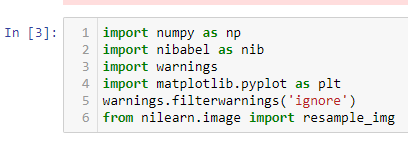 In [3]:
1 import numpy as np
2 import nibabel as nib
3 import warnings
4 import matplotlib.pyplot as plt
5 warnings.filterwarnings('ignore')
6 from nilearn.image import resample_img